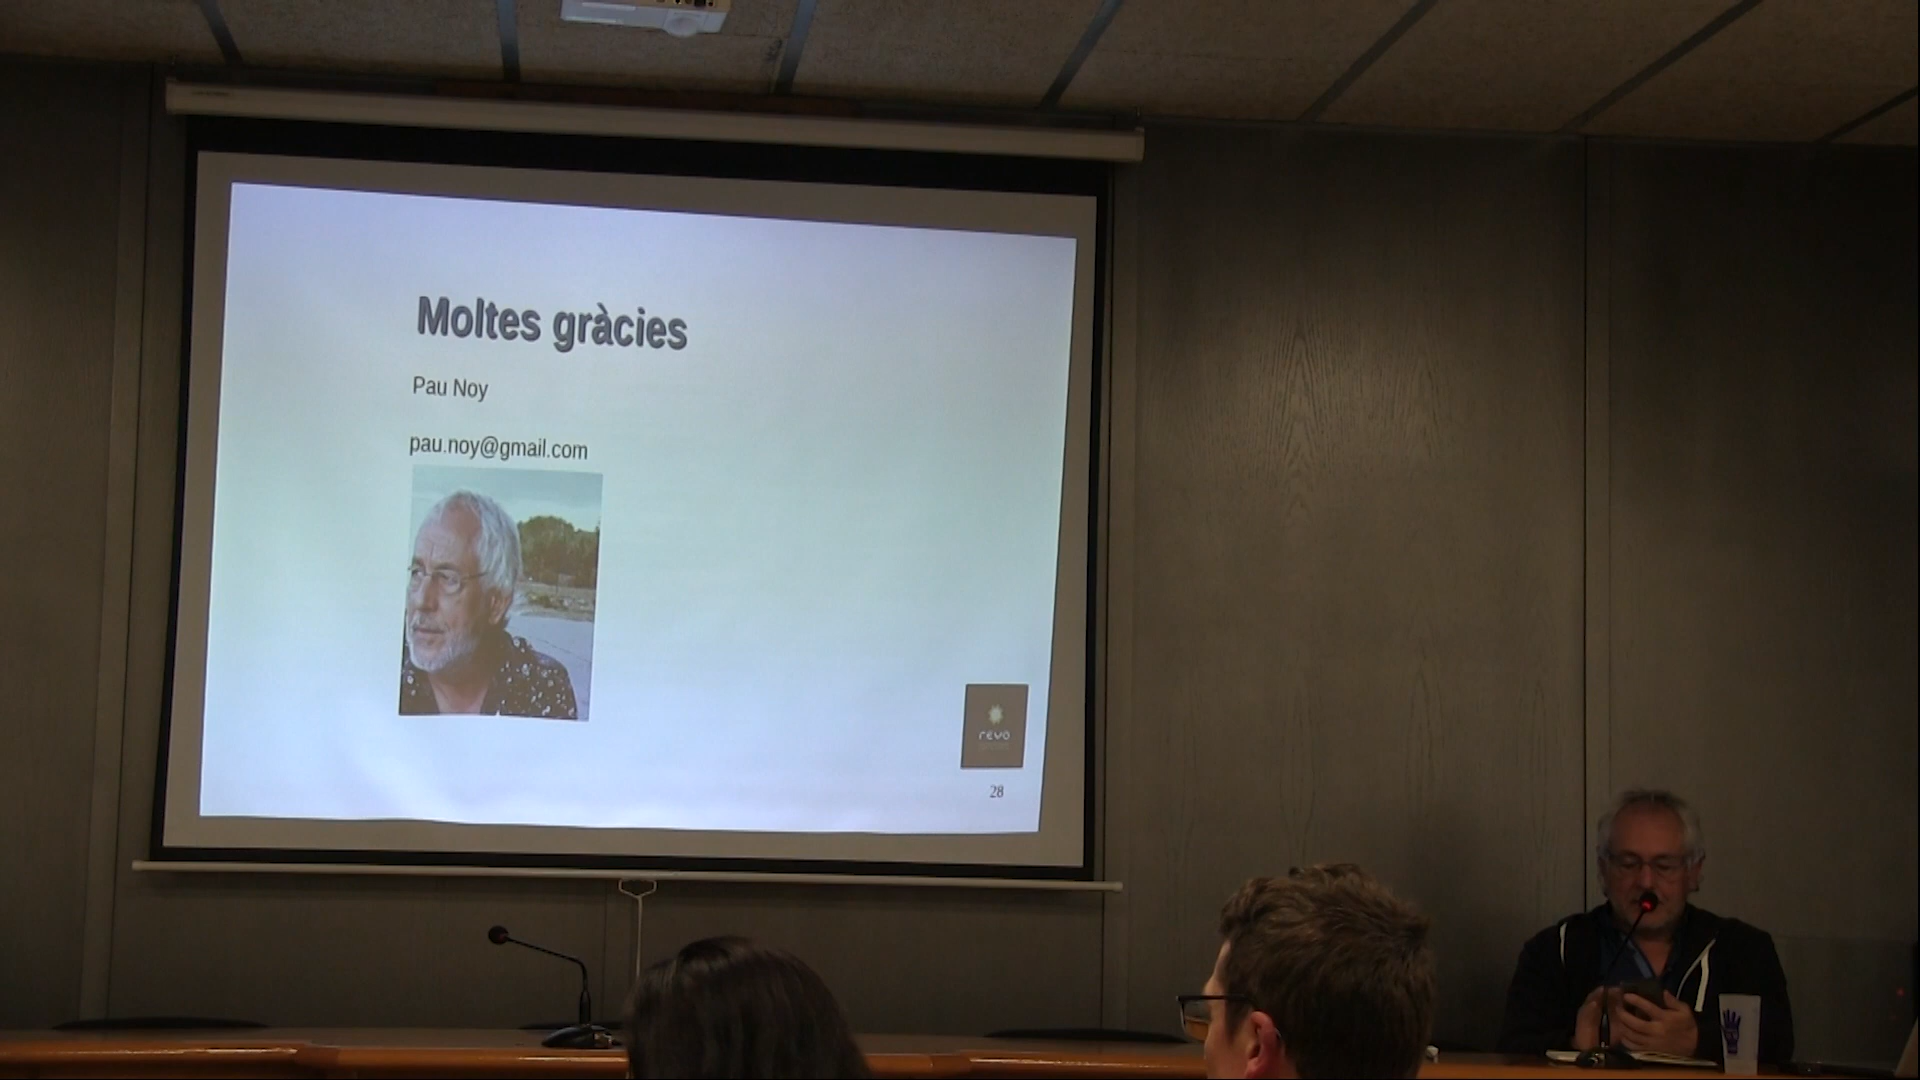 Moltes gràcies
Pau Noy
pau.noy@gmail.com
revo
28